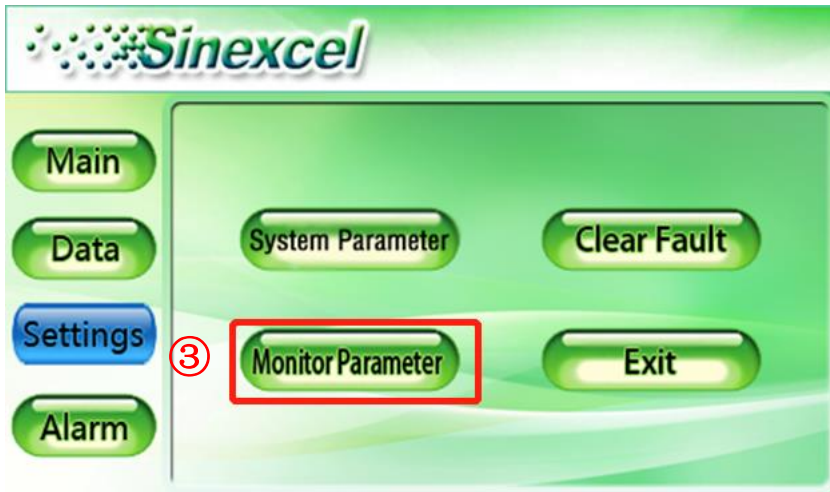 Sinexcel
Main
Data
Settings
Alarm
System Parameter
Clear Fault
③
Monitor Parameter
Exit